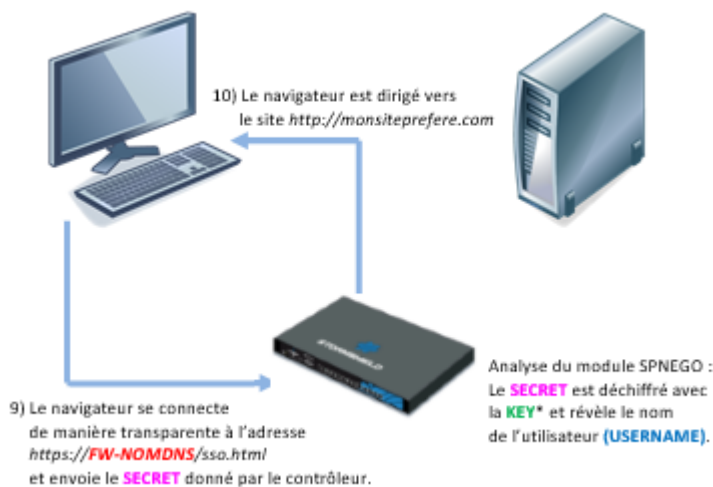 10) Le navigateur est dirigé vers
le site http://monsiteprefere.com
STORMSHIELD
Analyse du module SPNEGO :
Le SECRET est déchiffré avec
la KEY* et révèle le nom
de l'utilisateur (USERNAME).
9) Le navigateur se connecte
de manière transparente à l'adresse
https://FW-NOMDNS/sso.html
et envoie le SECRET donné par le contrôleur.